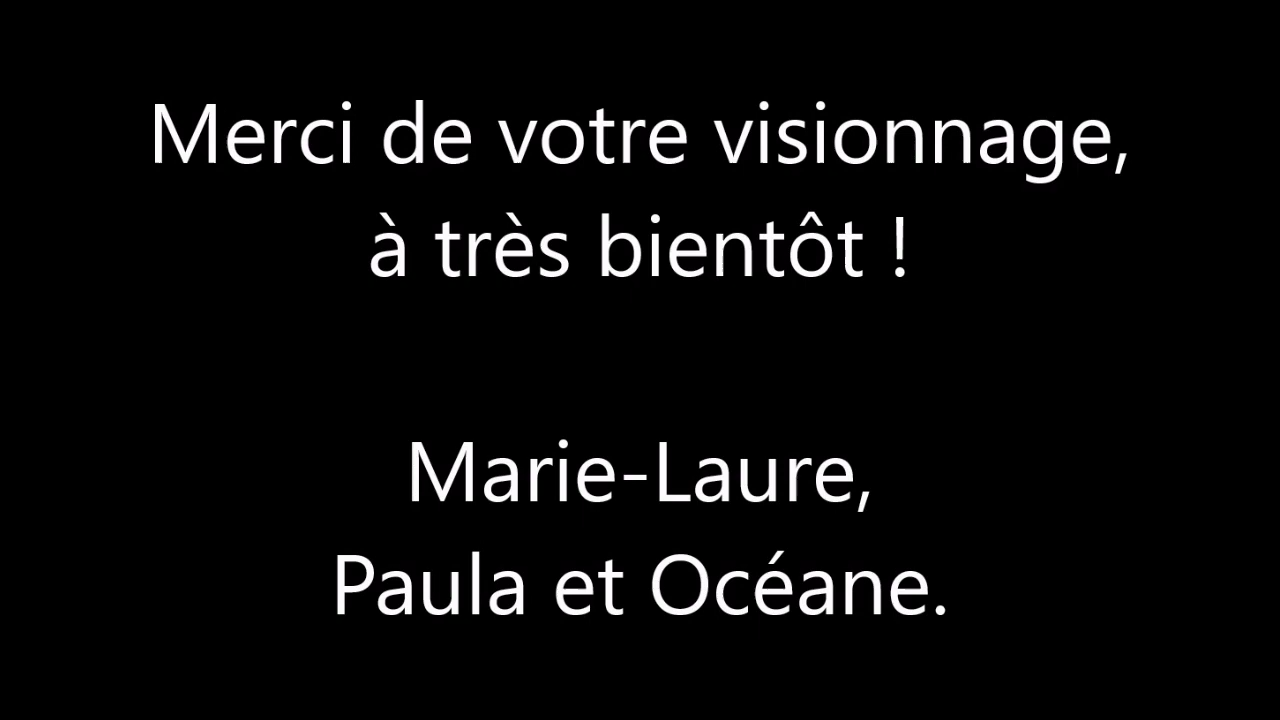 Merci de votre visionnage,
à très bientôt !
Marie-Laure,
Paula et Océane.